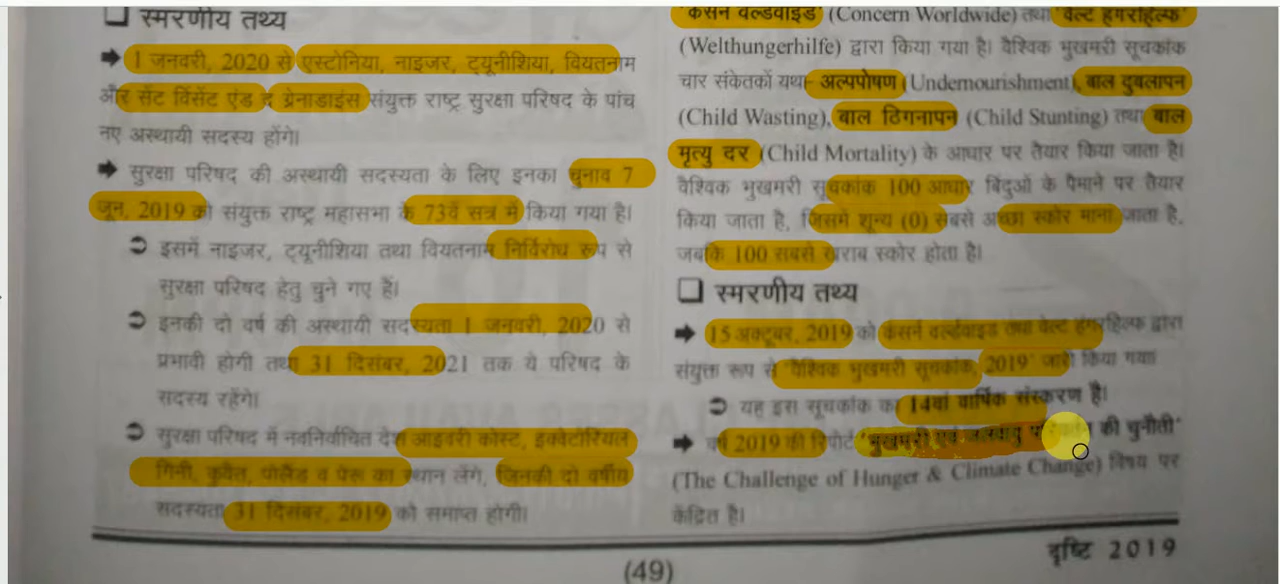 ❑ स्मरणीय तथ्य
➡ 1 जनवरी, 2020 से एस्टोनिया, नाइजर, ट्यूनीशिया, वियतनाम
और सेंट विंसेंट एंड द ग्रेनाडाइंस संयुक्त राष्ट्र सुरक्षा परिषद के पांच
नए अस्थायी सदस्य होंगे।
➡ सुरक्षा परिषद की अस्थायी सदस्यता के लिए इनका चुनाव 7
जून, 2019 को संयुक्त राष्ट्र महासभा के 73वें सत्र में किया गया है।
➲ इसमें नाइजर, ट्यूनीशिया तथा वियतनाम निर्विरोध रूप से
सुरक्षा परिषद हेतु चुने गए हैं।
➲ इनकी दो वर्ष की अस्थायी सदस्यता 1 जनवरी, 2020 से
प्रभावी होगी तथा 31 दिसंबर, 2021 तक ये परिषद के
सदस्य रहेंगे।
➲ सुरक्षा परिषद में नवनिर्वाचित देश आइवरी कोस्ट, इक्वेटोरियल
गिनी, कुवैत, पोलैंड व पेरू का स्थान लेंगे, जिनकी दो वर्षीय
सदस्यता 31 दिसंबर, 2019 को समाप्त होगी।
'कंसर्न वर्ल्डवाइड' (Concern Worldwide) तथा 'वेल्ट हंगरहिल्फ'
(Welthungerhilfe) द्वारा किया गया है। वैश्विक भुखमरी सूचकांक
चार संकेतकों यथा- अल्पपोषण (Undernourishment), बाल दुबलापन
(Child Wasting), बाल ठिगनापन (Child Stunting) तथा बाल
मृत्यु दर (Child Mortality) के आधार पर तैयार किया जाता है।
वैश्विक भुखमरी सूचकांक 100 आधार बिंदुओं के पैमाने पर तैयार
किया जाता है, जिसमें शून्य (0) सबसे अच्छा स्कोर माना जाता है,
जबकि 100 सबसे खराब स्कोर होता है।
❑ स्मरणीय तथ्य
➡ 15 अक्टूबर, 2019 को कंसर्न वर्ल्डवाइड तथा वेल्ट हंगरहिल्फ द्वारा
संयुक्त रूप से 'वैश्विक भुखमरी सूचकांक, 2019' जारी किया गया
➲ यह इस सूचकांक का 14वां वार्षिक संस्करण है।
➡ वर्ष 2019 की रिपोर्ट 'भुखमरी एवं जलवायु की चुनौती'
(The Challenge of Hunger & Climate Change) विषय पर
केंद्रित है।
दृष्टि 2019
(49)